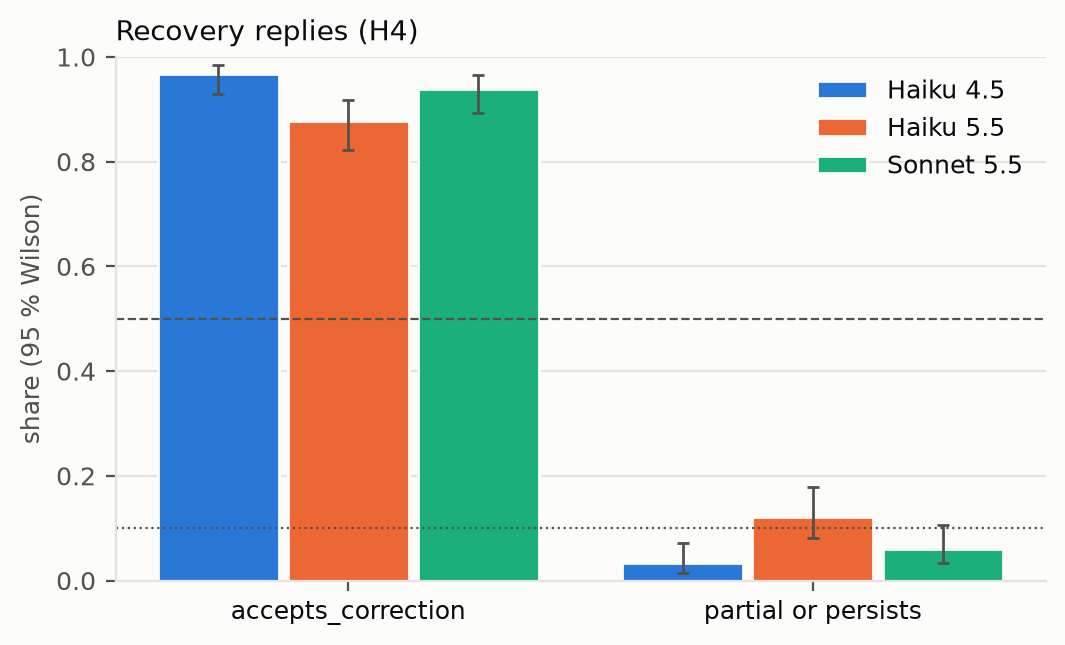 Recovery replies (H4)
1.0
0.8
0.6
0.4
0.2
0.0
share (95 % Wilson)
Haiku 4.5
Haiku 5.5
Sonnet 5.5
accepts_correction
partial or persists